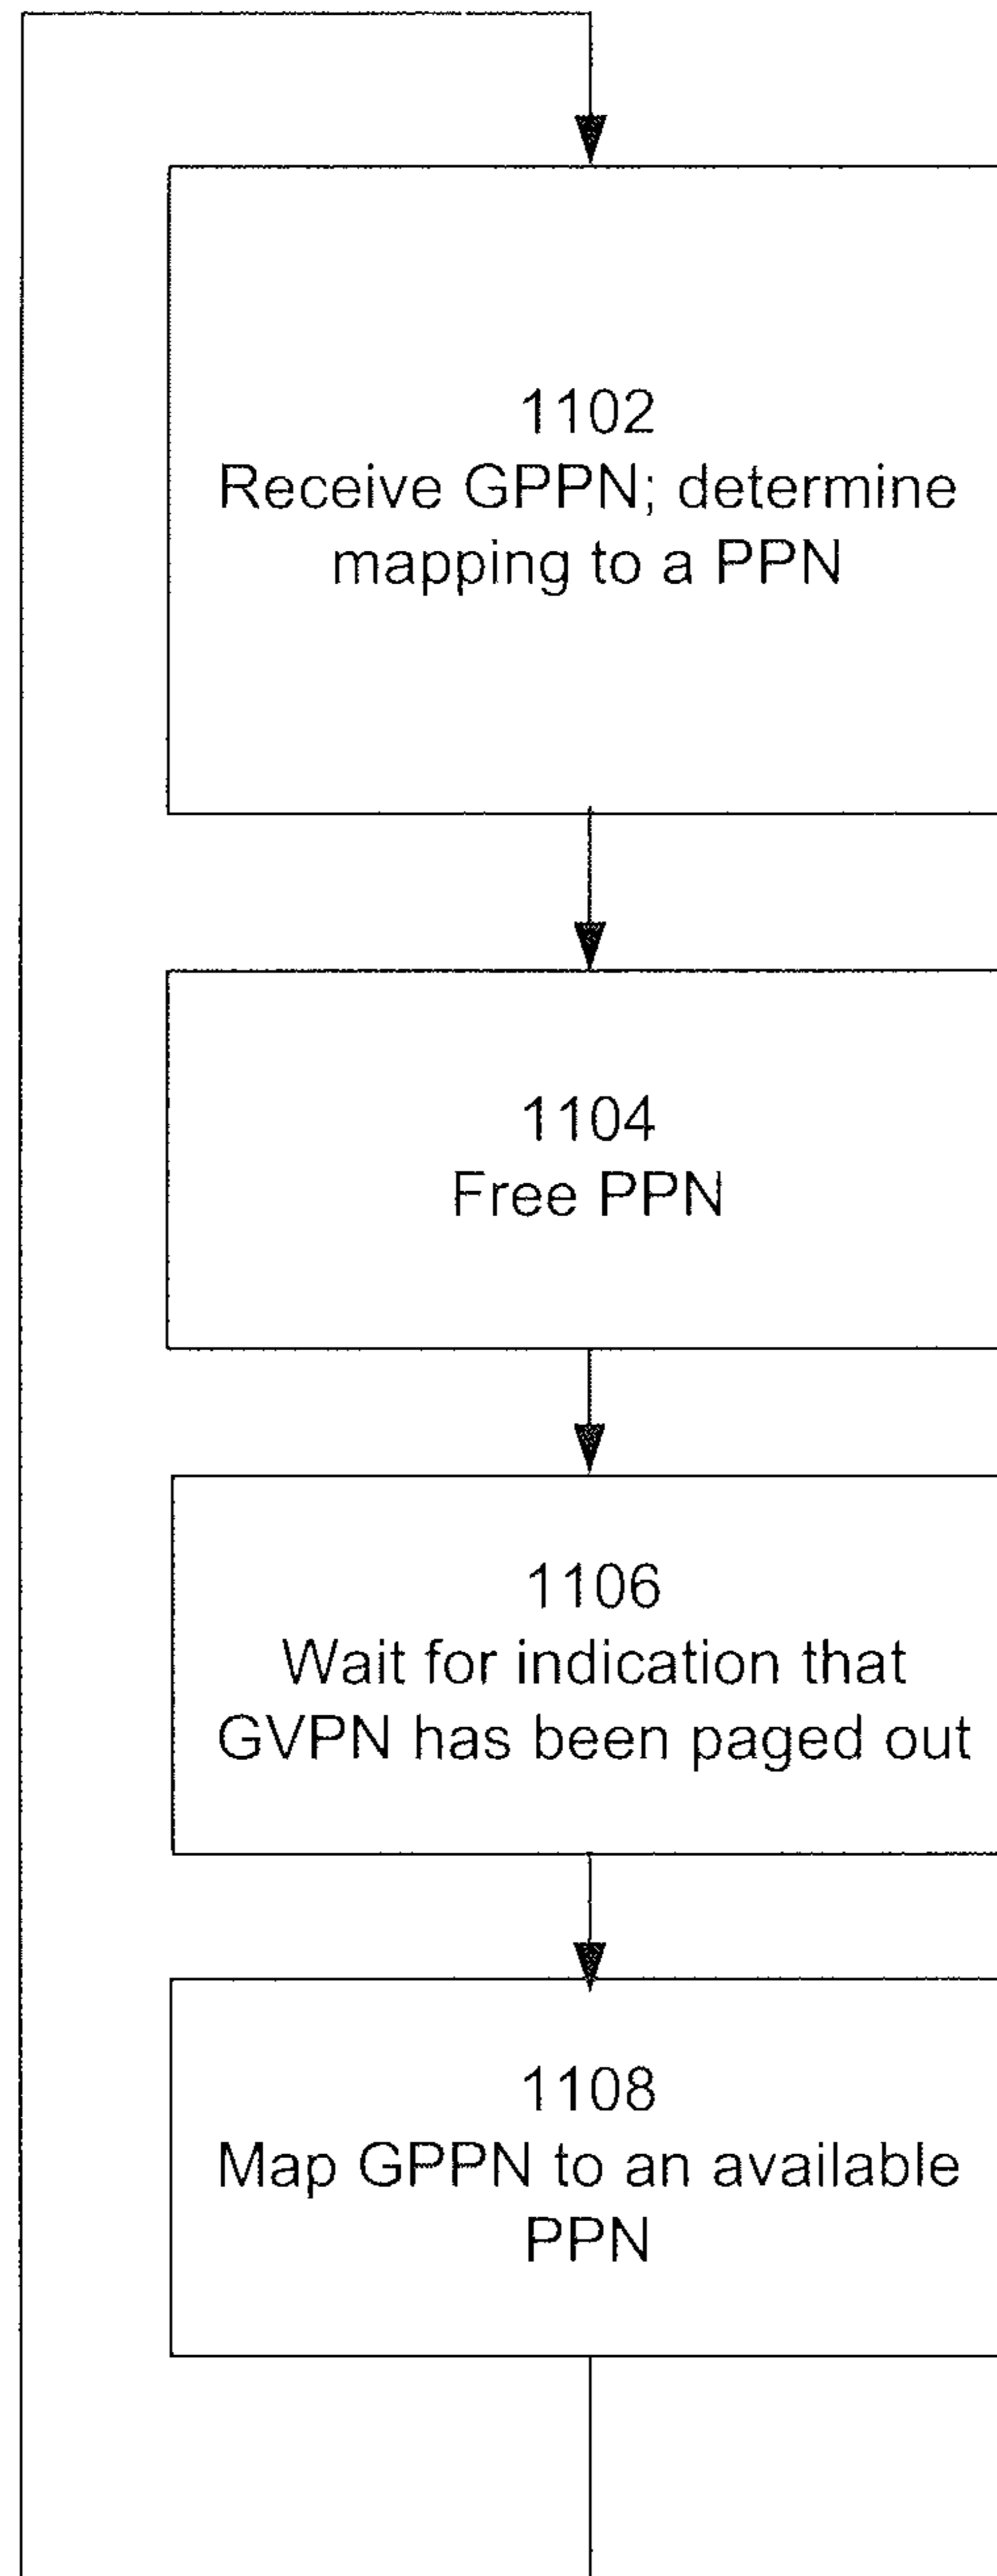 1102
Receive GPPN; determine
mapping to a PPN
1104
Free PPN
1106
Wait for indication that
GVPN has been paged out
1108
Map GPPN to an available
PPN